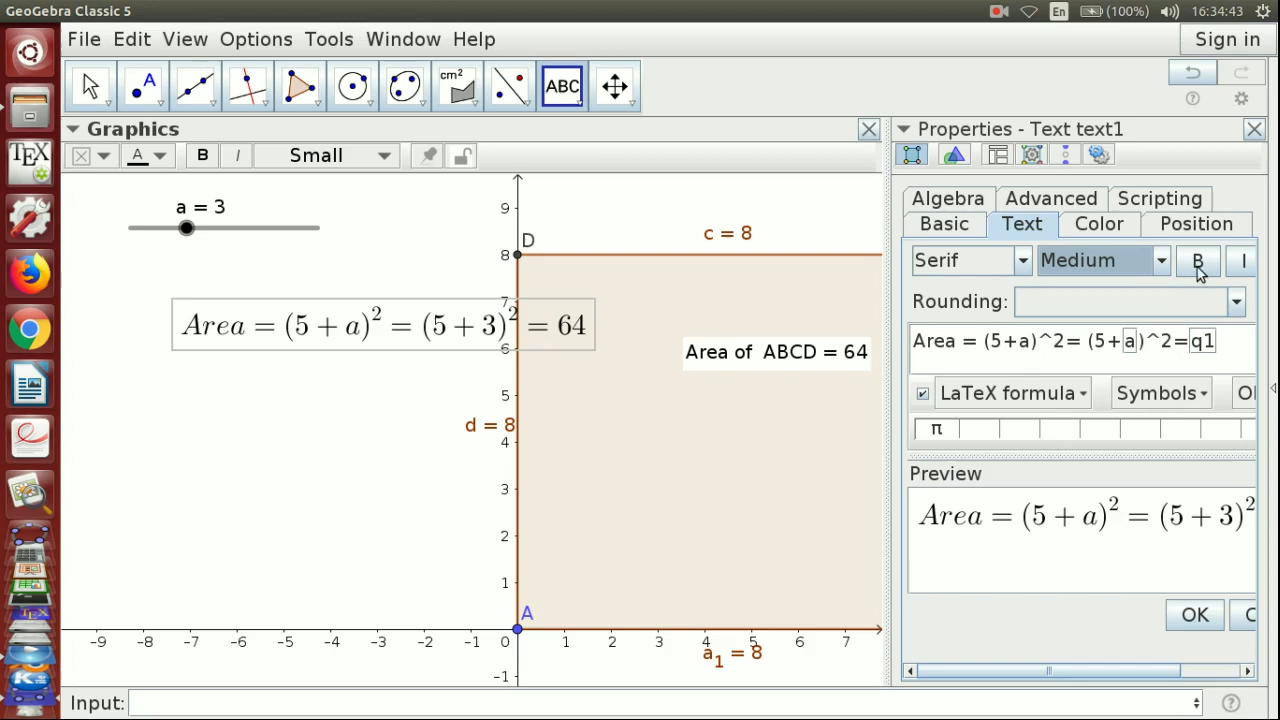 GeoGebra Classic 5
En
(100%)
16:34:43
File Edit View Options Tools Window Help
Sign in
A
cm²
ABC
Graphics
Properties - Text text1
A
B
I
Small
Algebra Advanced Scripting
Basic Text Color Position
a = 3
c = 8
D
Serif
Medium
B
I
Rounding:
Area = (5 + a)² = (5 + 3)² = 64
Area = (5+a)^2= (5+a)^2=q1
Area of ABCD = 64
LaTeX formula
Symbols
π
d = 8
Preview
Area = (5 + a)² = (5 + 3)²
A
a₁ = 8
OK
9
8
7
6
5
4
3
2
1
-1
-9 -8 -7 -6 -5 -4 -3 -2 -1 0 1 2 3 4 5 6 7
Input:
TEX